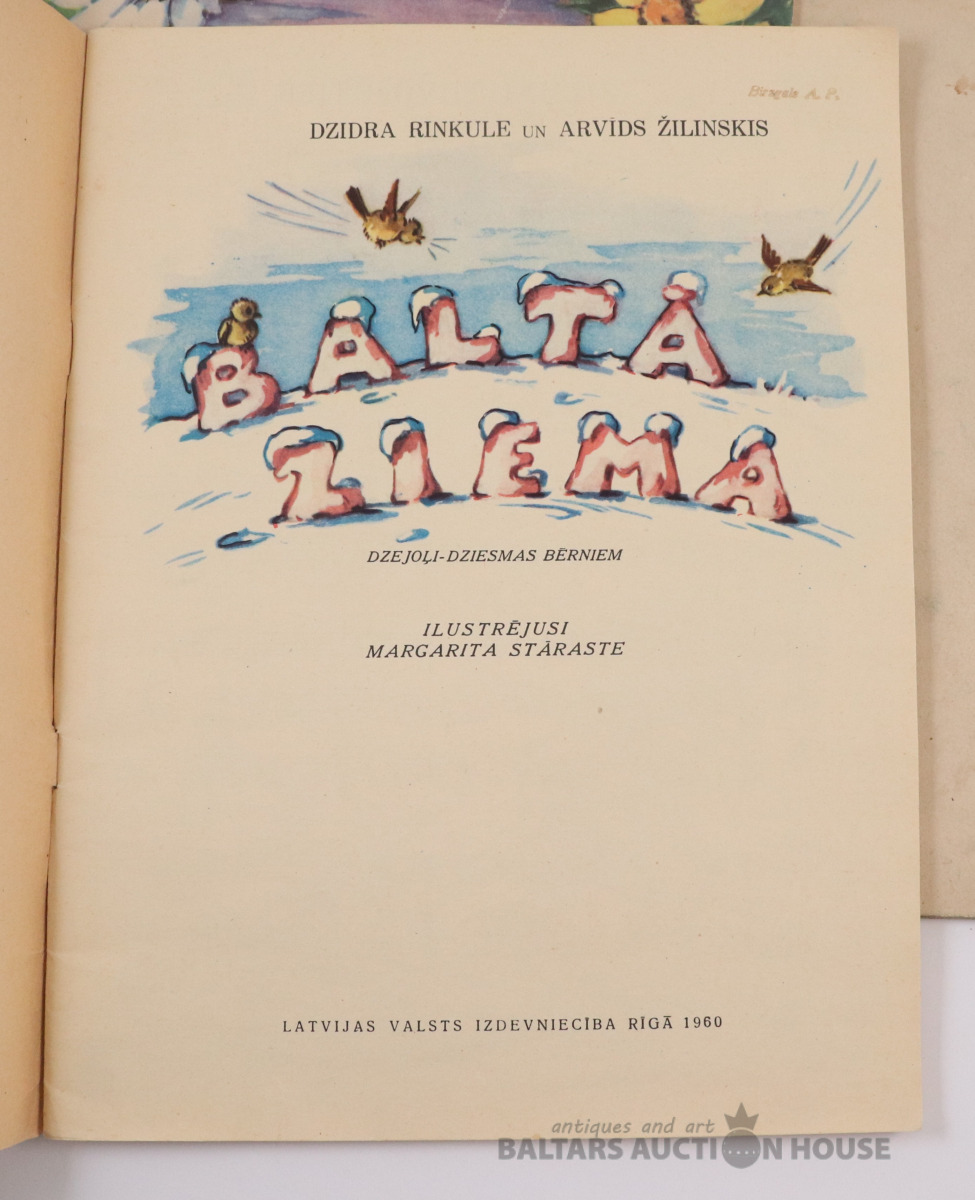 Birzgals A. P.
DZIDRA RINKULE UN ARVĪDS ŽILINSKIS
BALTĀ
ZIEMA
DZEJOĻI-DZIESMAS BĒRNIEM
ILUSTRĒJUSI
MARGARITA STĀRASTE
LATVIJAS VALSTS IZDEVNIECĪBA RĪGĀ 1960
antiques and art
BALTARS AUCTION HOUSE